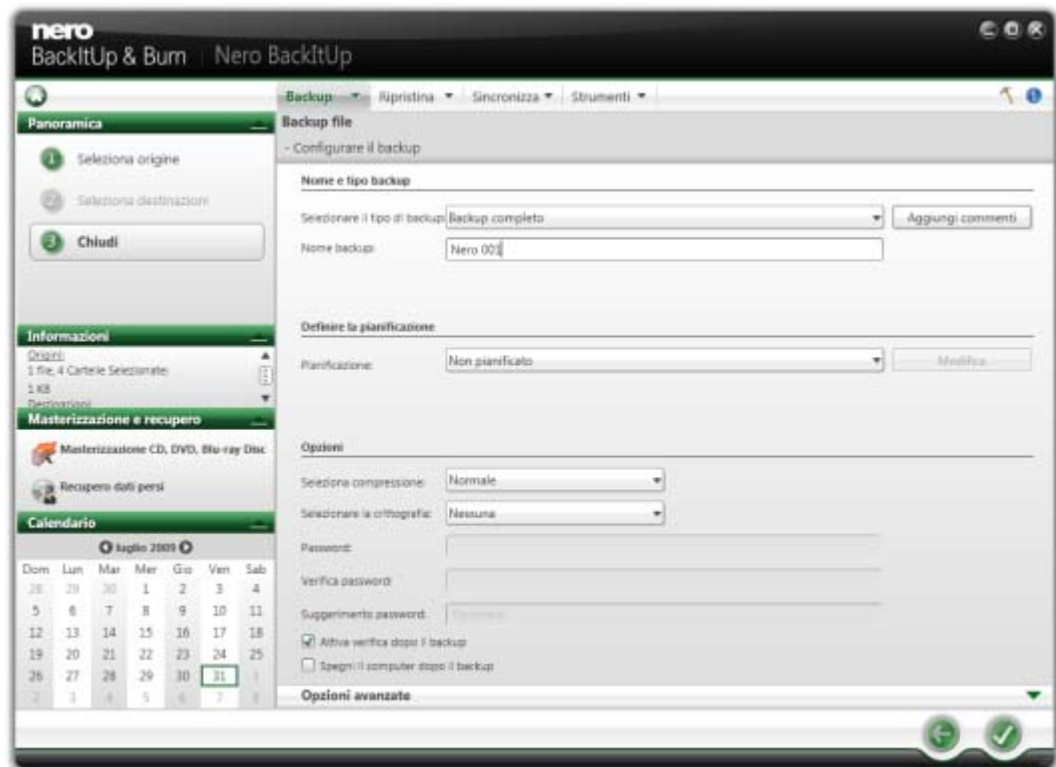 nero
BackItUp & Burn | Nero BackItUp
Backup Ripristina Sincronizza Strumenti
Panoramica
1 Seleziona origine
2 Seleziona destinazioni
3 Chiudi
Informazioni
Origini:
1 file, 4 Cartelle Selezionate
1 KB
Destinazioni
Masterizzazione e recupero
Masterizzazione CD, DVD, Blu-ray Disc
Recupero dati persi
Calendario
luglio 2009
Dom Lun Mar Mer Gio Ven Sab
28 29 30 1 2 3 4
5 6 7 8 9 10 11
12 13 14 15 16 17 18
19 20 21 22 23 24 25
26 27 28 29 30 31 1
2 3 4 5 6 7 8
Backup file
- Configurare il backup
Nome e tipo backup
Selezionare il tipo di backup Backup completo Aggiungi commenti
Nome backup: Nero 001
Definire la pianificazione
Pianificazione: Non pianificato Modifica
Opzioni
Seleziona compressione: Normale
Selezionare la crittografia: Nessuna
Password:
Verifica password:
Suggerimento password:
Attiva verifica dopo il backup
Spegni il computer dopo il backup
Opzioni avanzate